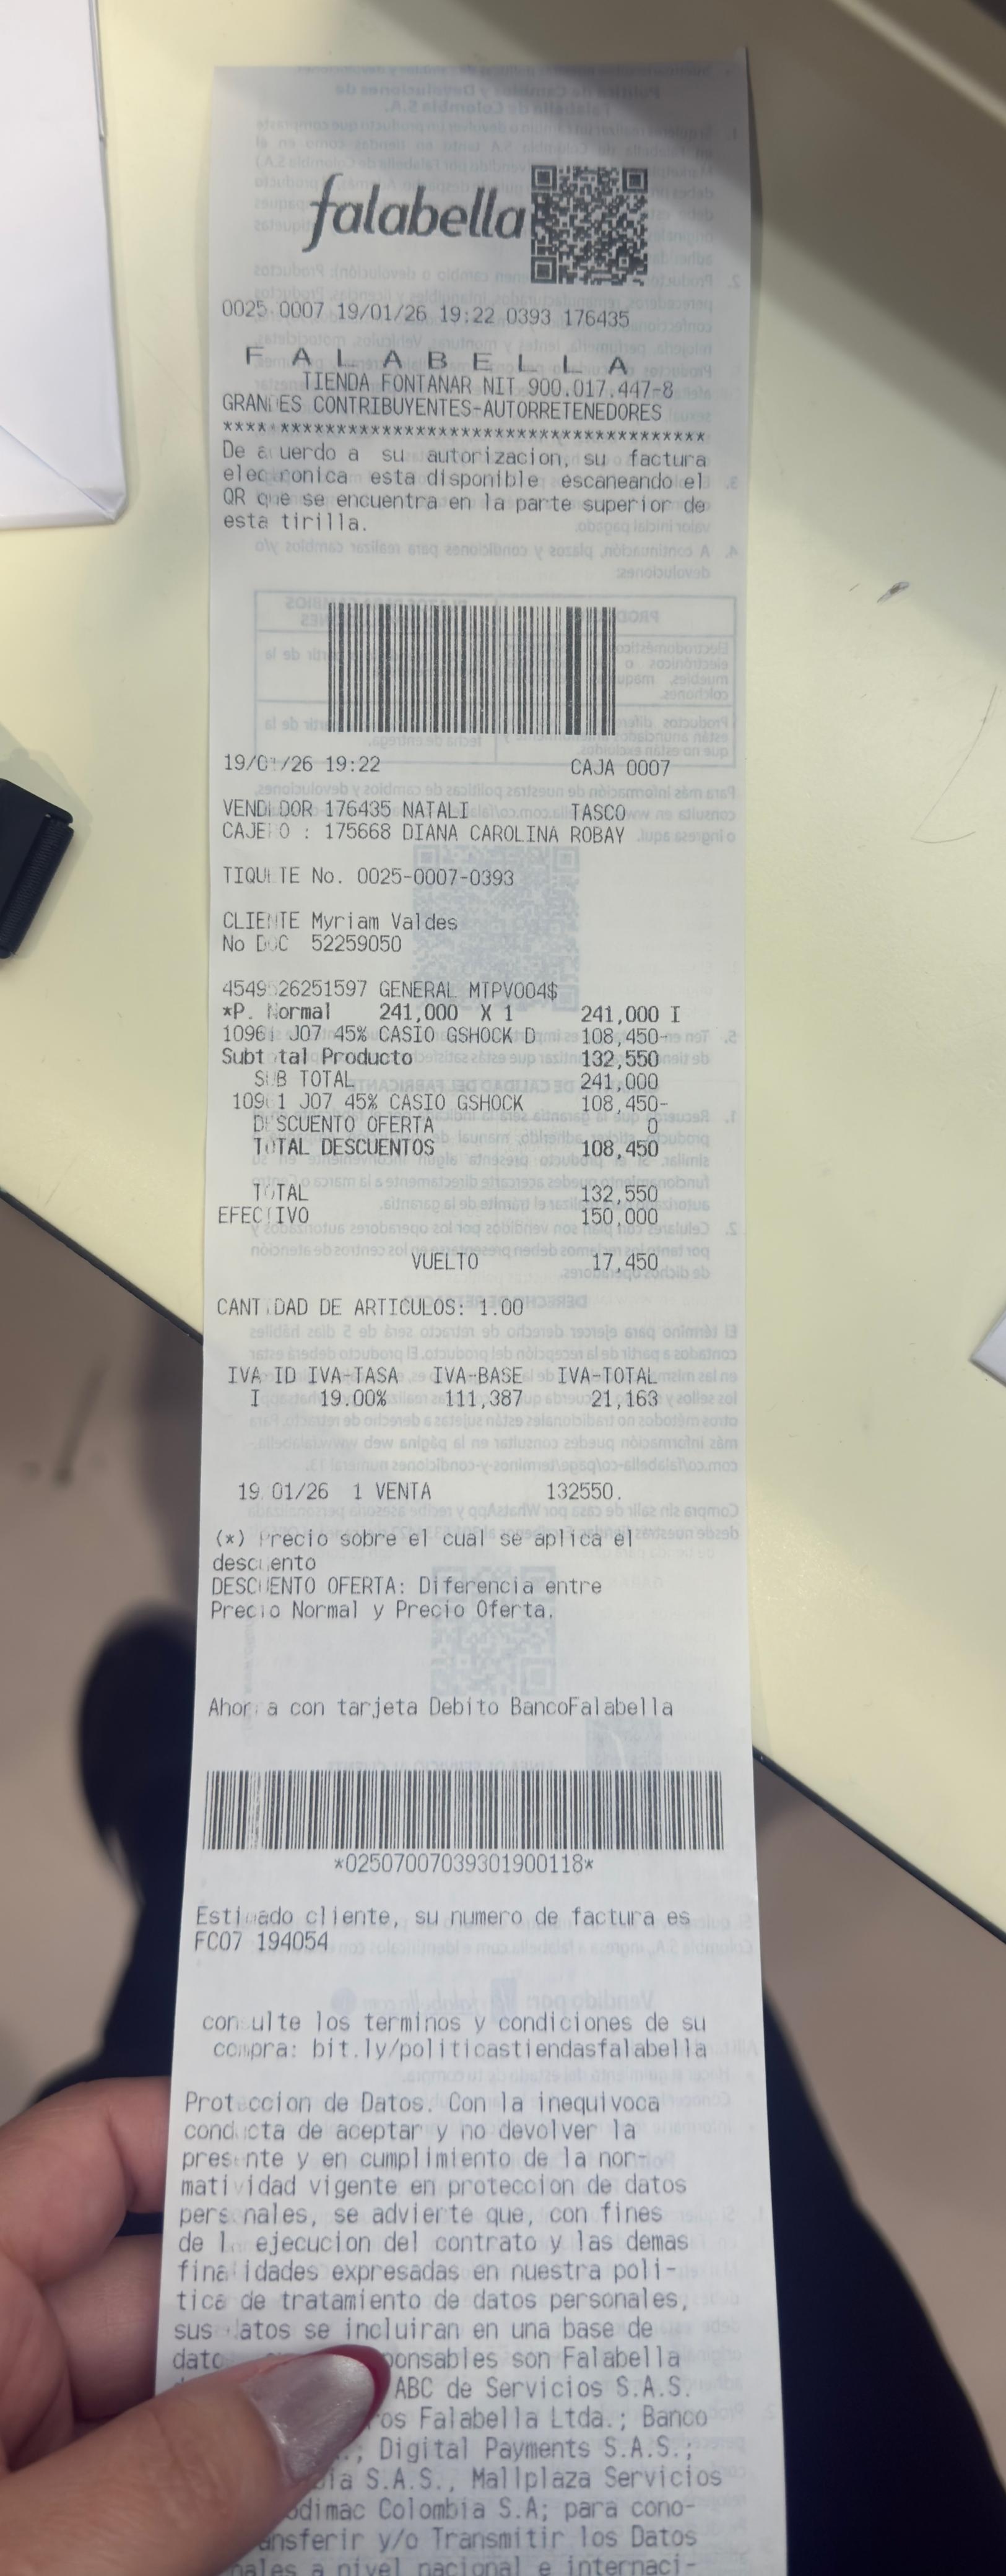 falabella
0025 0007 19/01/26 19:22 0393 176435
F A L A B E L L A
TIENDA FONTANAR NIT 900.017.447-8
GRANDES CONTRIBUYENTES-AUTORRETENEDORES
****************************************
De acuerdo a su autorizacion, su factura
electronica esta disponible escaneando el
QR que se encuentra en la parte superior de
esta tirilla.
19/01/26 19:22 CAJA 0007
VENDEDOR 176435 NATALI TASCO
CAJERO : 175668 DIANA CAROLINA ROBAY
TIQUETE No. 0025-0007-0393
CLIENTE Myriam Valdes
No DOC 52259050
26251597 GENERAL MTPV004$
*P. Normal 241,000 X 1 241,000 I
J07 45% CASIO GSHOCK D 108,450-
Subtotal Producto 132,550
SUB TOTAL 241,000
J07 45% CASIO GSHOCK 108,450-
DESCUENTO OFERTA 0
TOTAL DESCUENTOS 108,450
TOTAL 132,550
EFECTIVO 150,000
VUELTO 17,450
CANTIDAD DE ARTICULOS: 1.00
IVA ID IVA-TASA IVA-BASE IVA-TOTAL
I 19.00% 111,387 21,163
19/01/26 1 VENTA 132550.
(*) Precio sobre el cual se aplica el
descuento
DESCUENTO OFERTA: Diferencia entre
Precio Normal y Precio Oferta.
Ahorra con tarjeta Debito BancoFalabella
*02507007039301900118*
Estimado cliente, su numero de factura es
FC07 194054
consulte los terminos y condiciones de su
compra: bit.ly/politicastiendasfalabella
Proteccion de Datos. Con la inequivoca
conducta de aceptar y no devolver la
presente y en cumplimiento de la nor-
matividad vigente en proteccion de datos
personales, se advierte que, con fines
de la ejecucion del contrato y las demas
finalidades expresadas en nuestra poli-
tica de tratamiento de datos personales,
sus datos se incluiran en una base de
ponsables son Falabella
ABC de Servicios S.A.S.
ros Falabella Ltda.; Banco
; Digital Payments S.A.S.,
S.A.S., Mallplaza Servicios
odimac Colombia S.A; para cono-
ansferir y/o Transmitir los Datos
nales a nivel nacional e internaci-